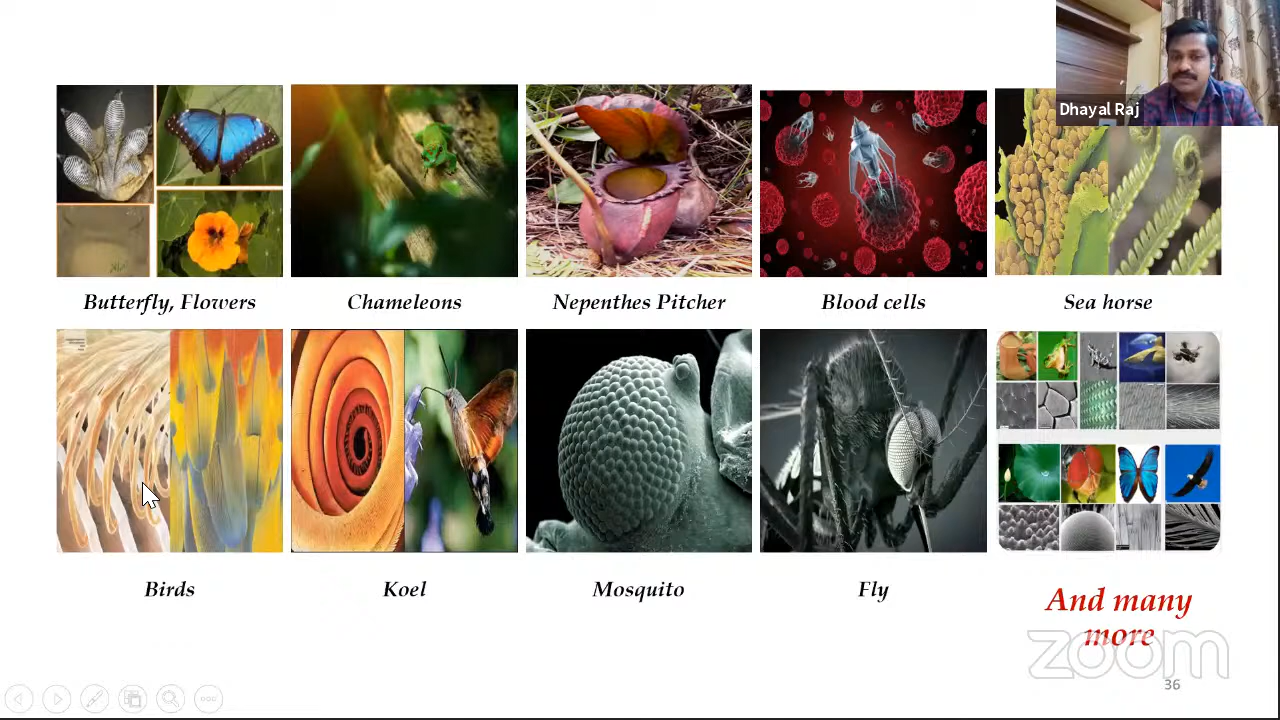 Dhayal Raj
Butterfly, Flowers
Chameleons
Nepenthes Pitcher
Blood cells
Sea horse
Birds
Koel
Mosquito
Fly
And many
more
zoom
36